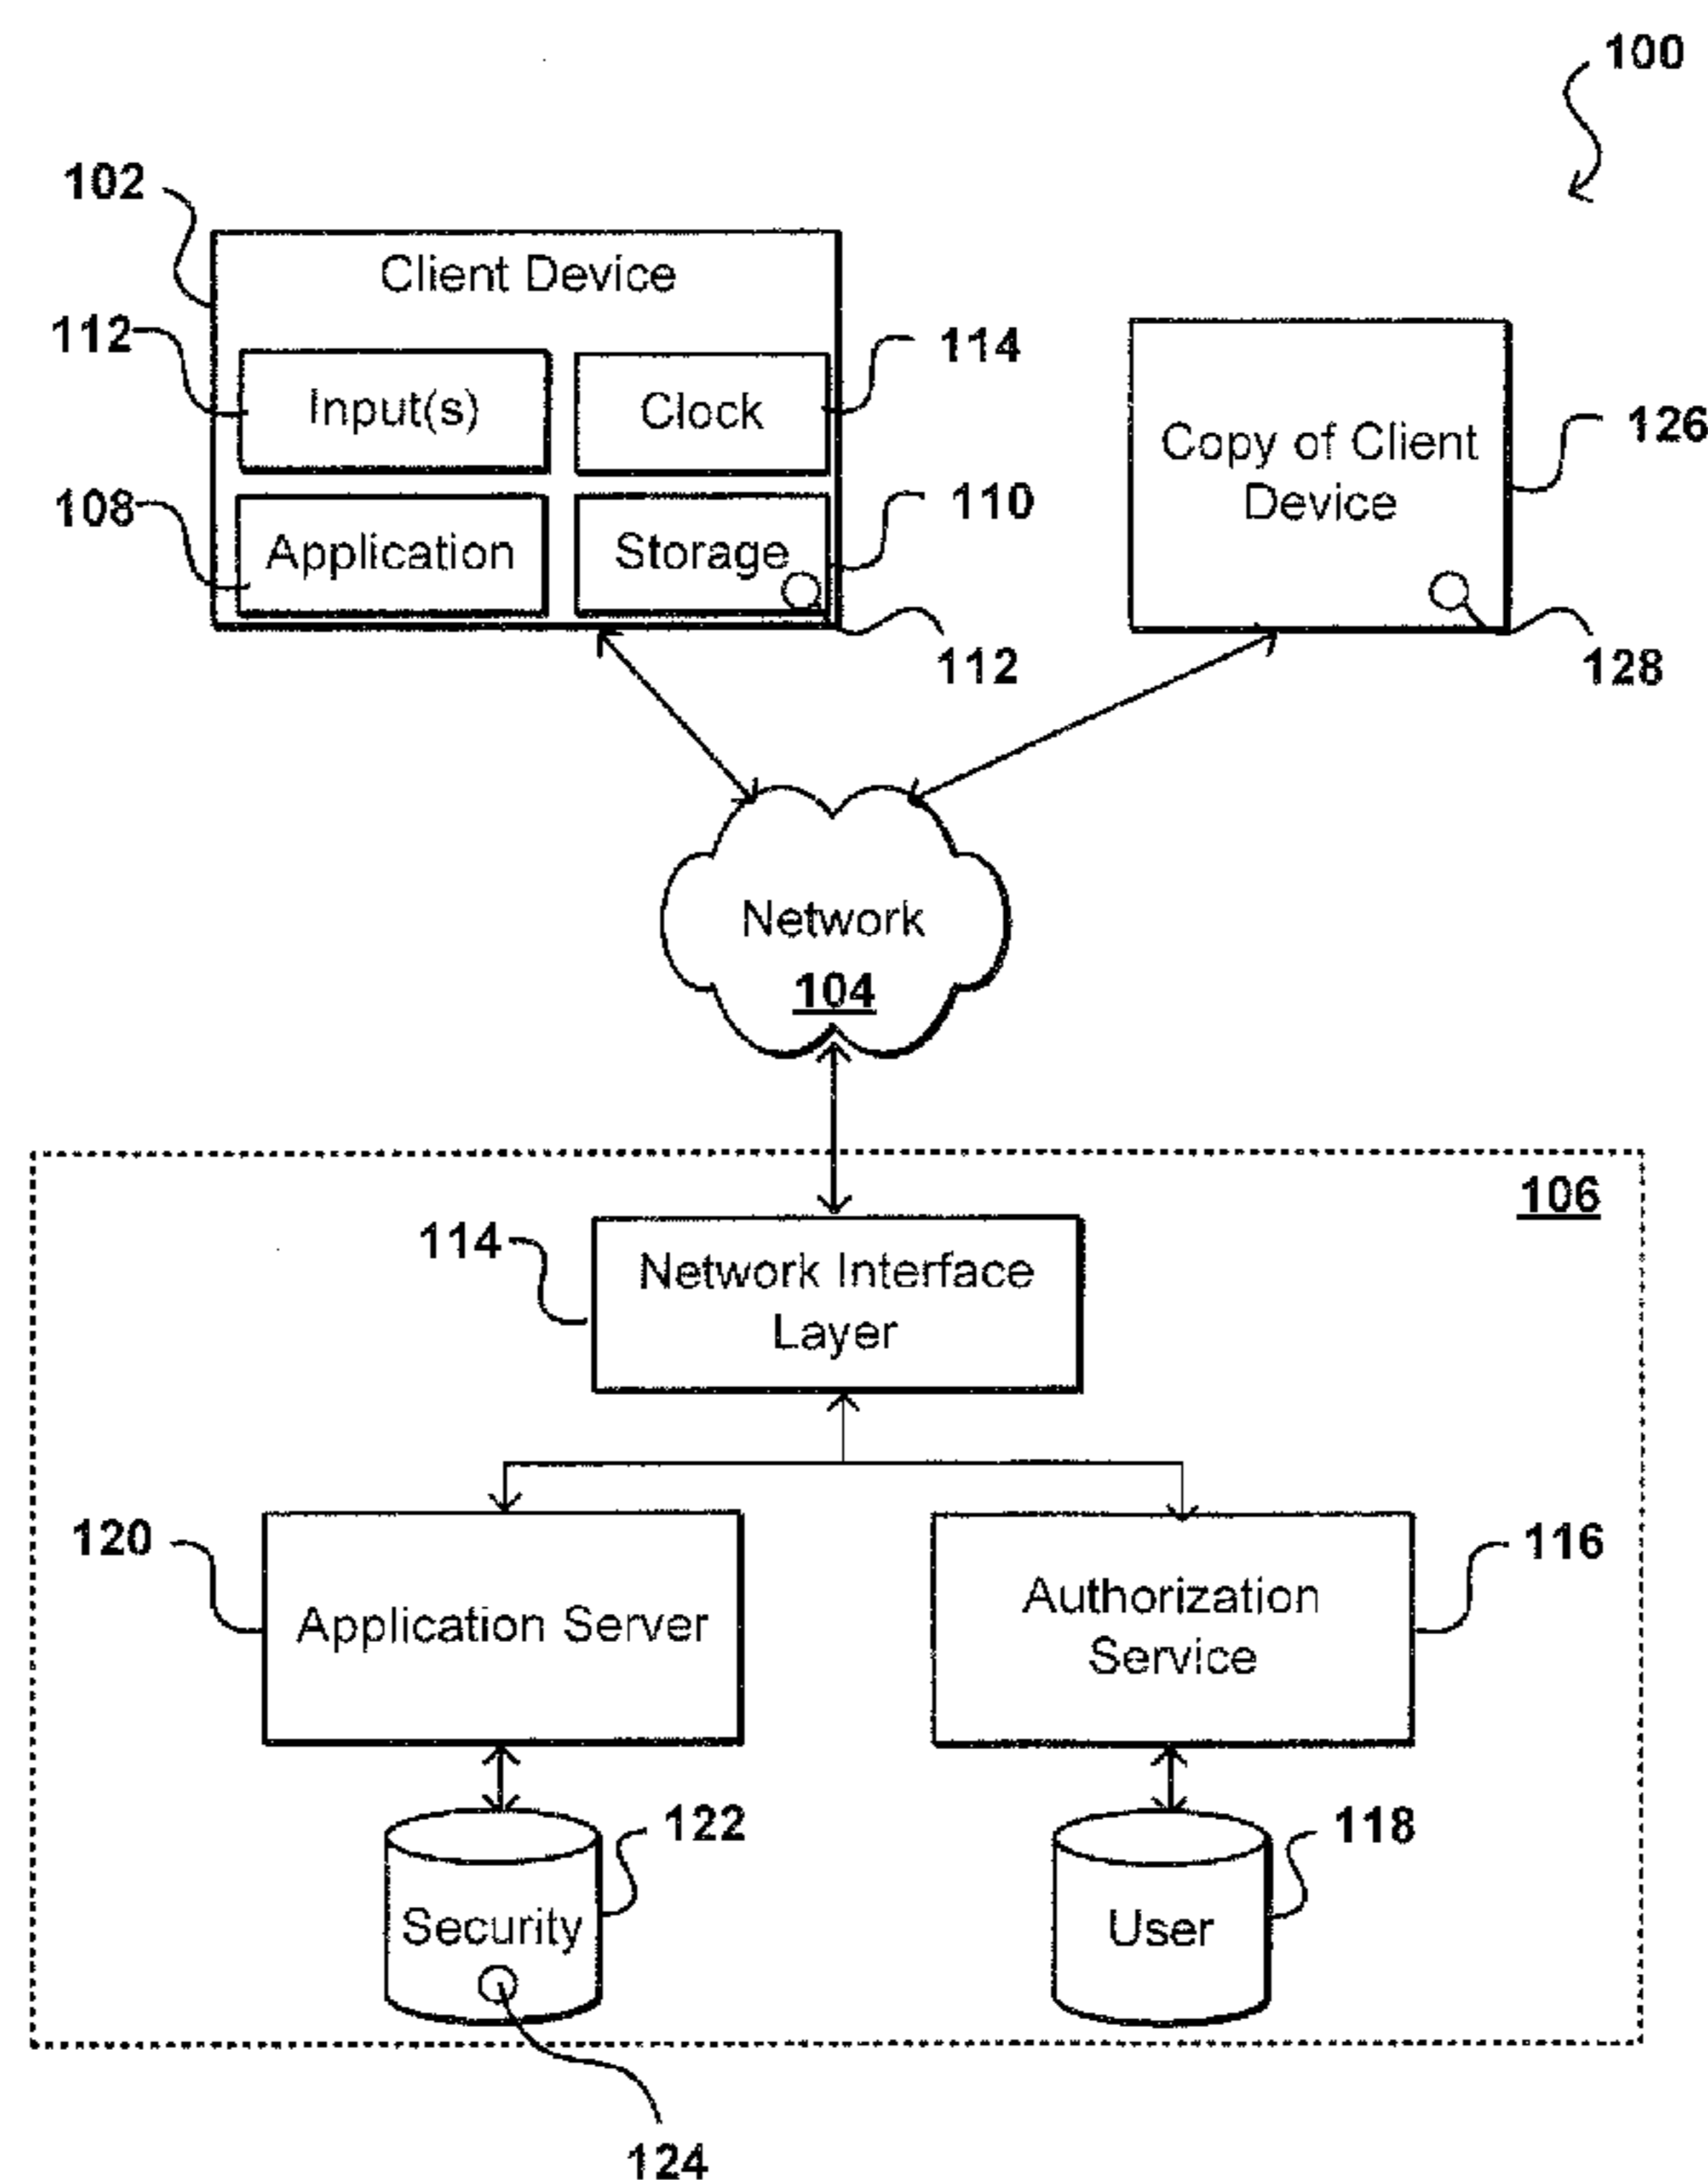 100
102
Client Device
112
Input(s)
Clock
114
108
Application
Storage
110
112
Copy of Client
Device
126
128
Network
104
106
114
Network Interface
Layer
120
Application Server
Authorization
Service
116
Security
122
User
118
124